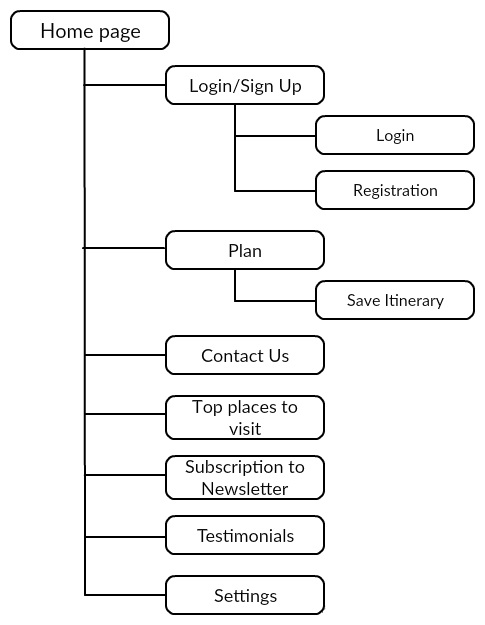 Home page
Login/Sign Up
Login
Registration
Plan
Save Itinerary
Contact Us
Top places to
visit
Subscription to
Newsletter
Testimonials
Settings